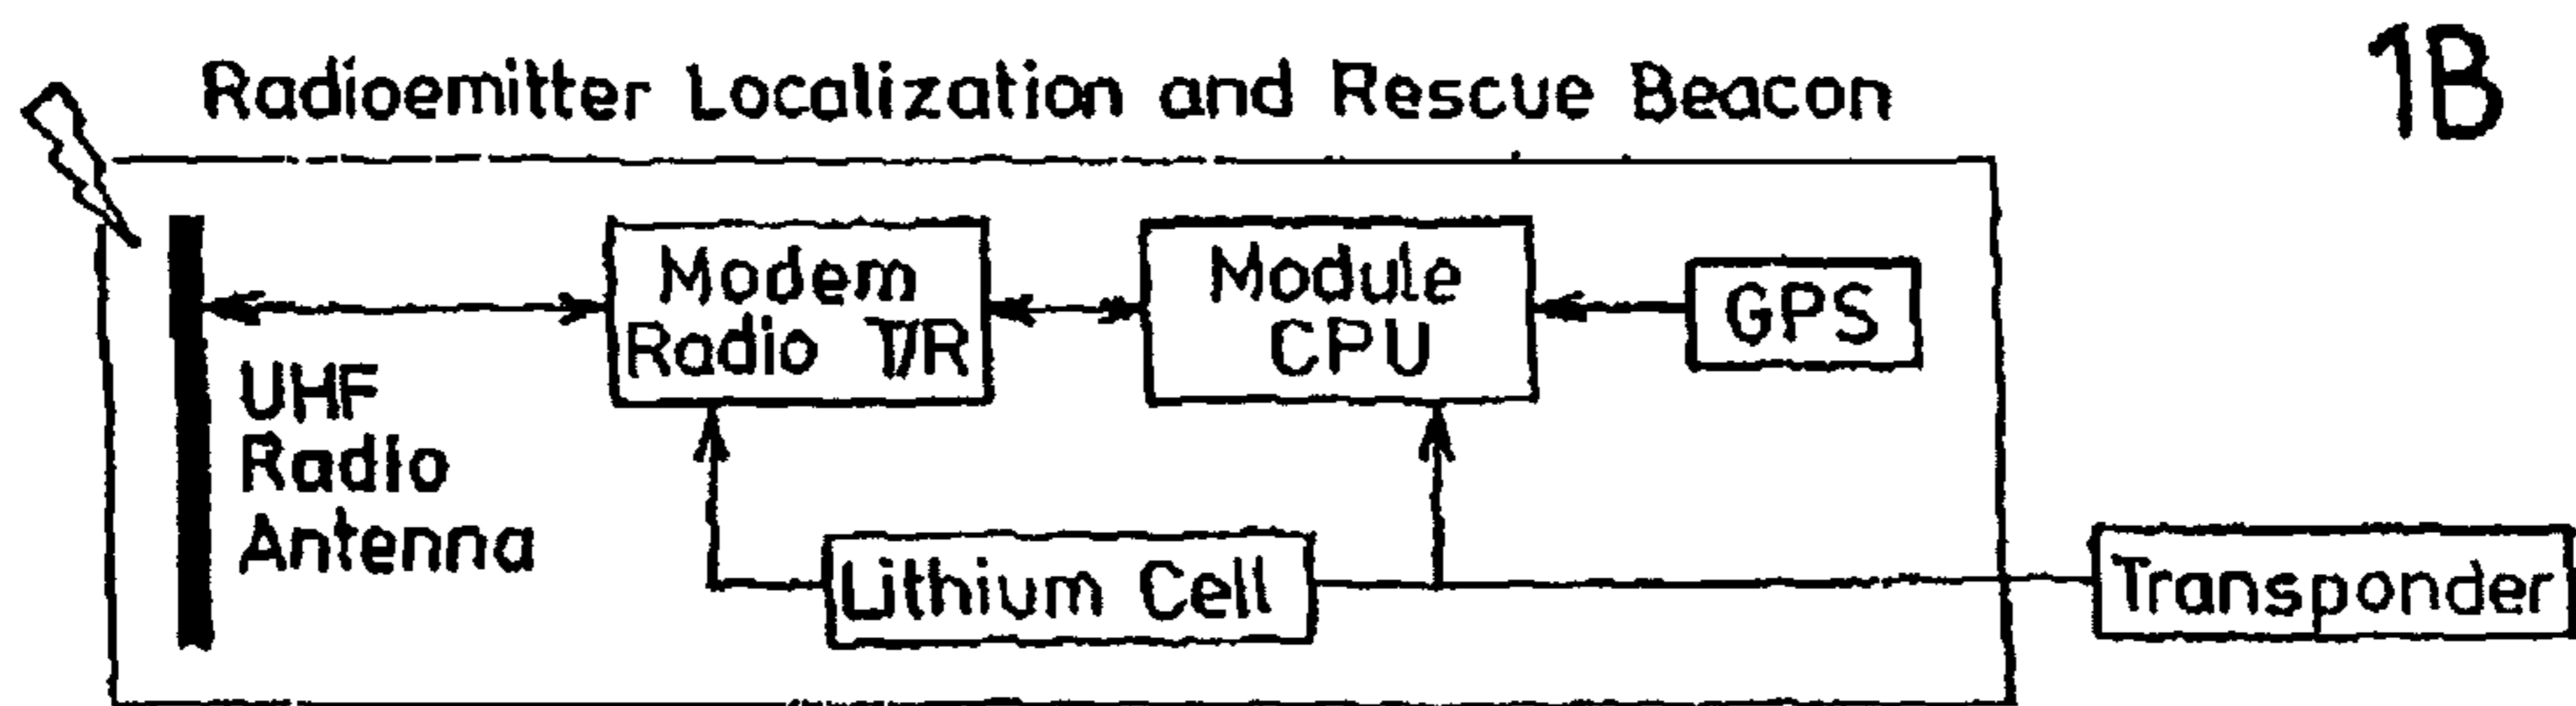 1B
Radioemitter Localization and Rescue Beacon
Modem
Radio T/R
Module
CPU
GPS
UHF
Radio
Antenna
Lithium Cell
Transponder